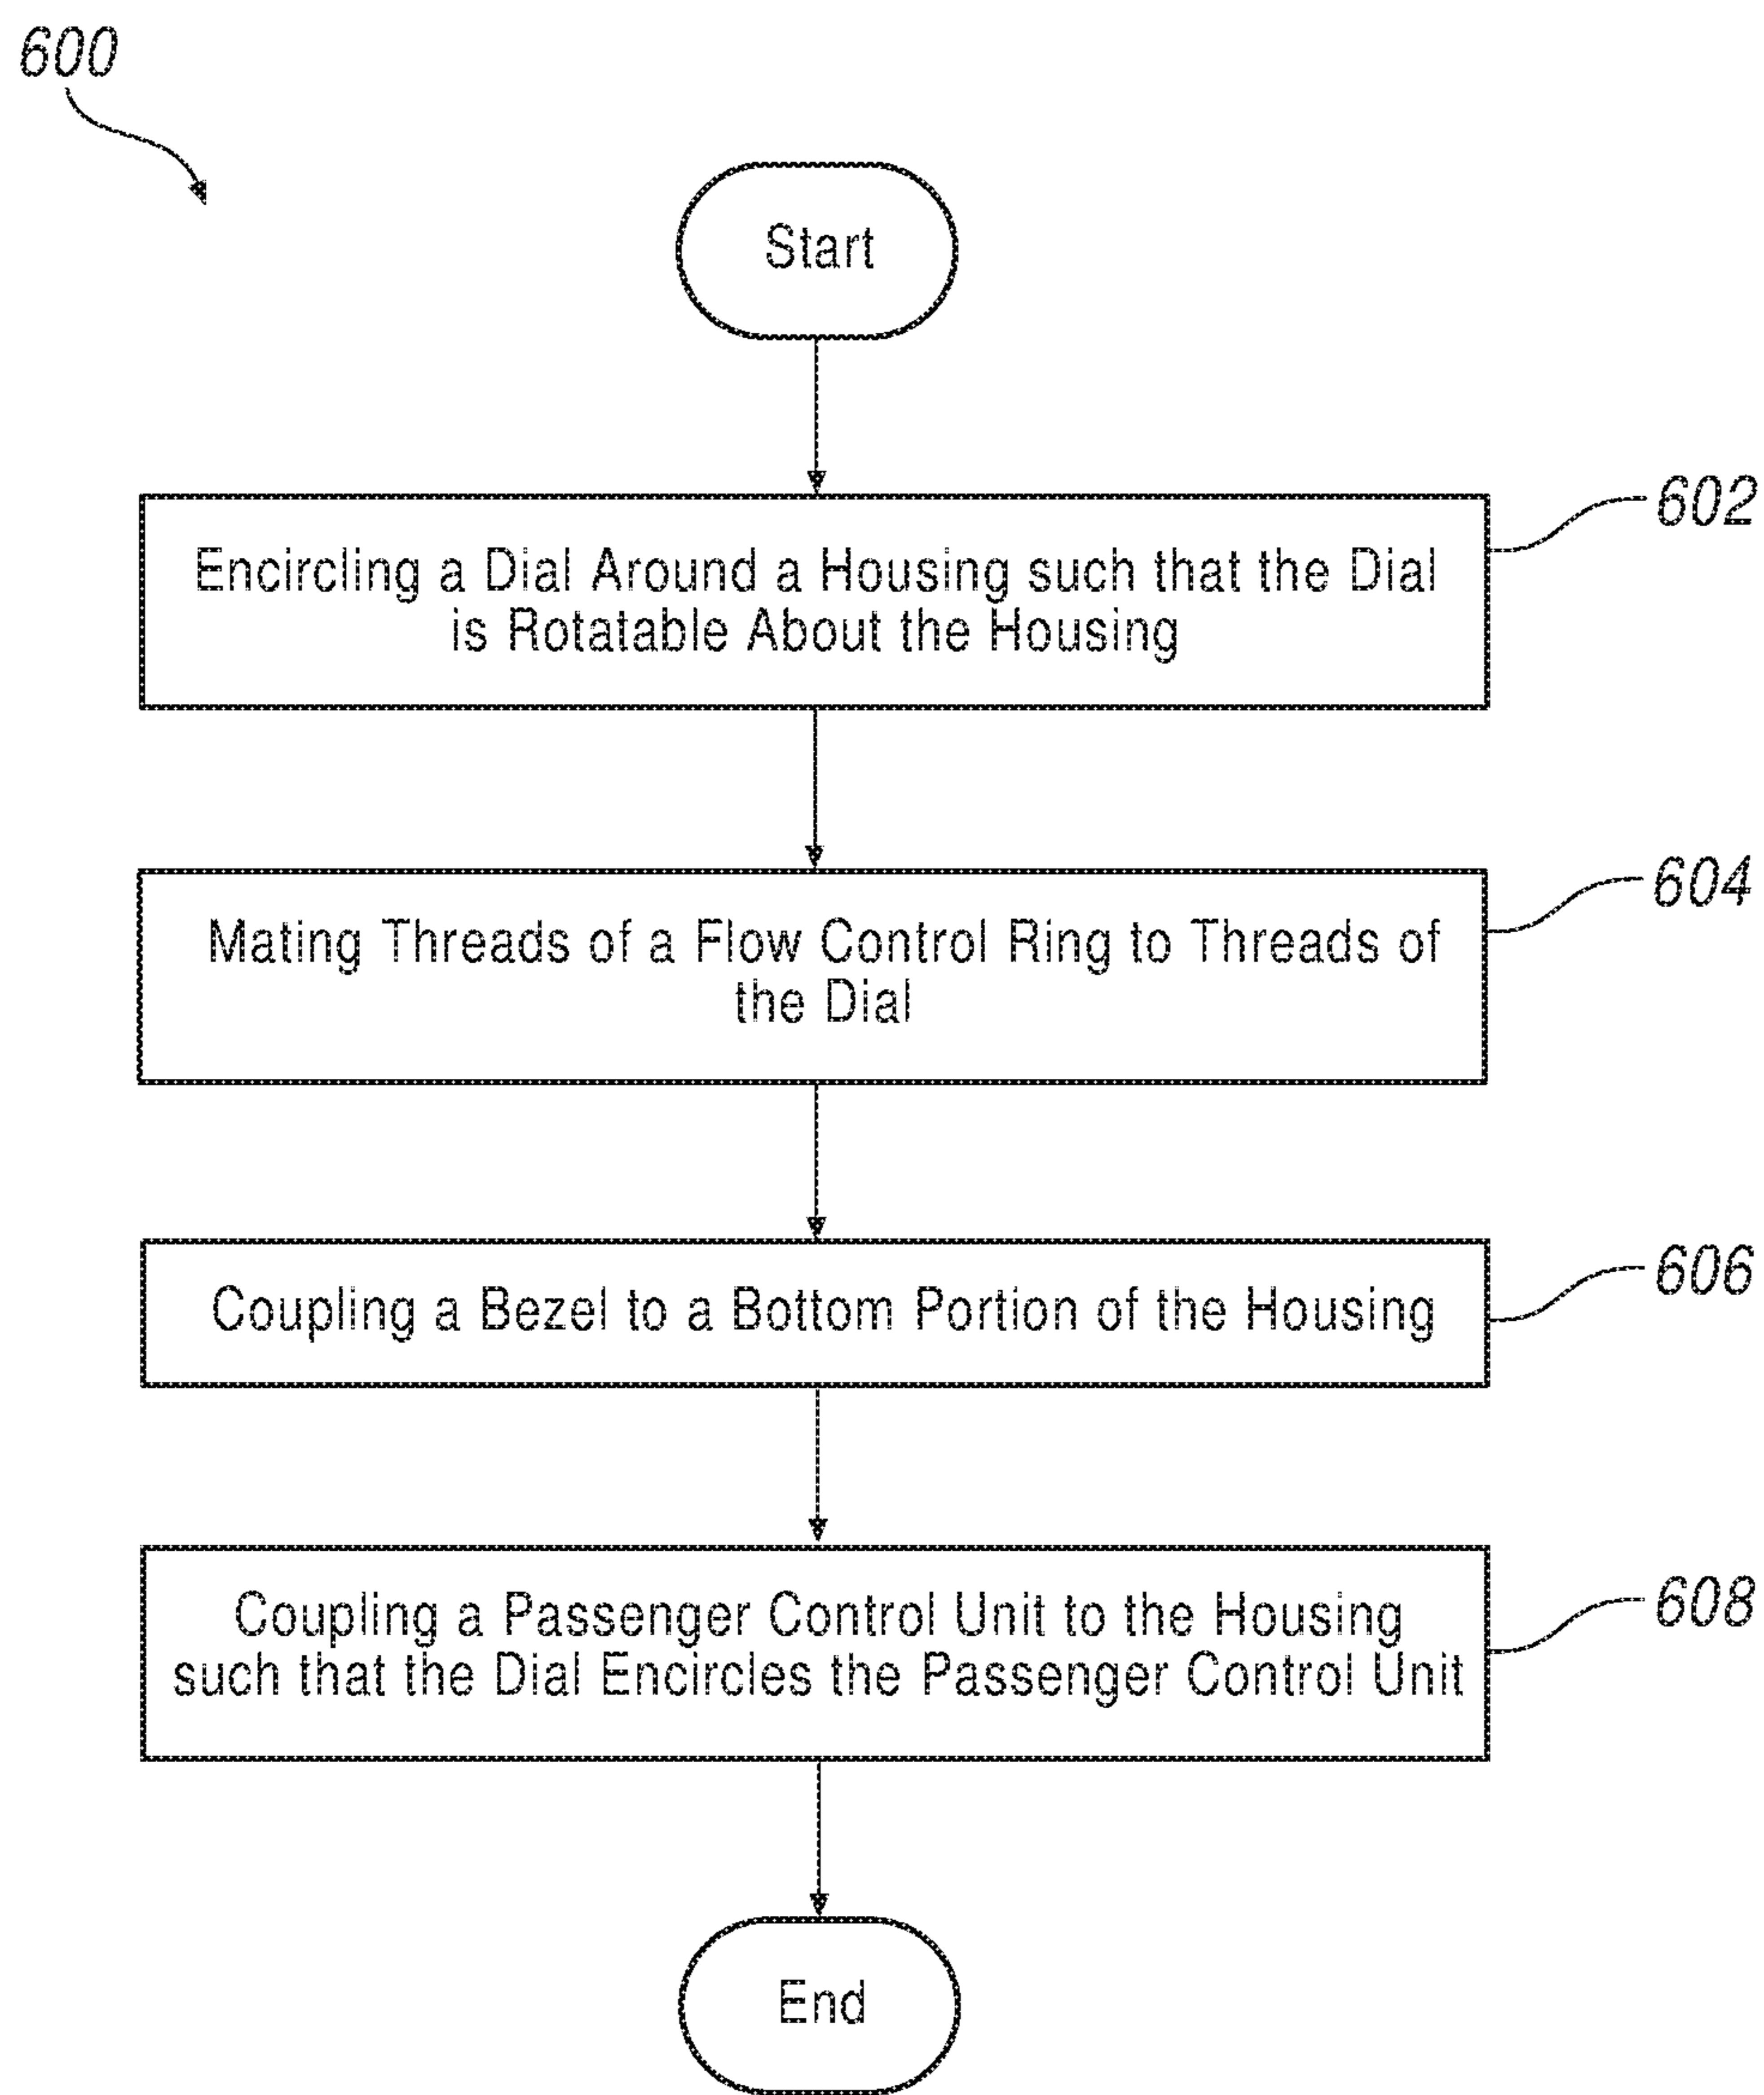 600
Start
Encircling a Dial Around a Housing such that the Dial
is Rotatable About the Housing
602
Mating Threads of a Flow Control Ring to Threads of
the Dial
604
Coupling a Bezel to a Bottom Portion of the Housing
606
Coupling a Passenger Control Unit to the Housing
such that the Dial Encircles the Passenger Control Unit
608
End